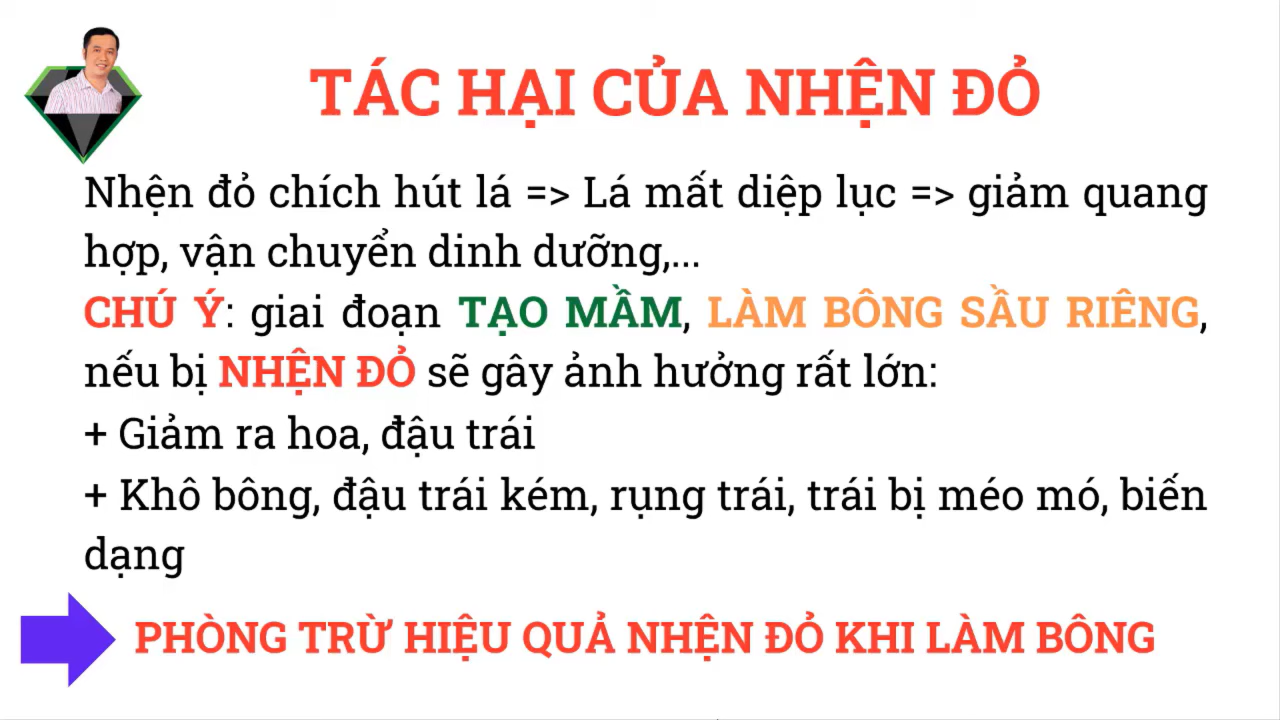 TÁC HẠI CỦA NHỆN ĐỎ
Nhện đỏ chích hút lá => Lá mất diệp lục => giảm quang
hợp, vận chuyển dinh dưỡng,...
CHÚ Ý: giai đoạn TẠO MẦM, LÀM BÔNG SẦU RIÊNG,
nếu bị NHỆN ĐỎ sẽ gây ảnh hưởng rất lớn:
+ Giảm ra hoa, đậu trái
+ Khô bông, đậu trái kém, rụng trái, trái bị méo mó, biến
dạng
PHÒNG TRỪ HIỆU QUẢ NHỆN ĐỎ KHI LÀM BÔNG